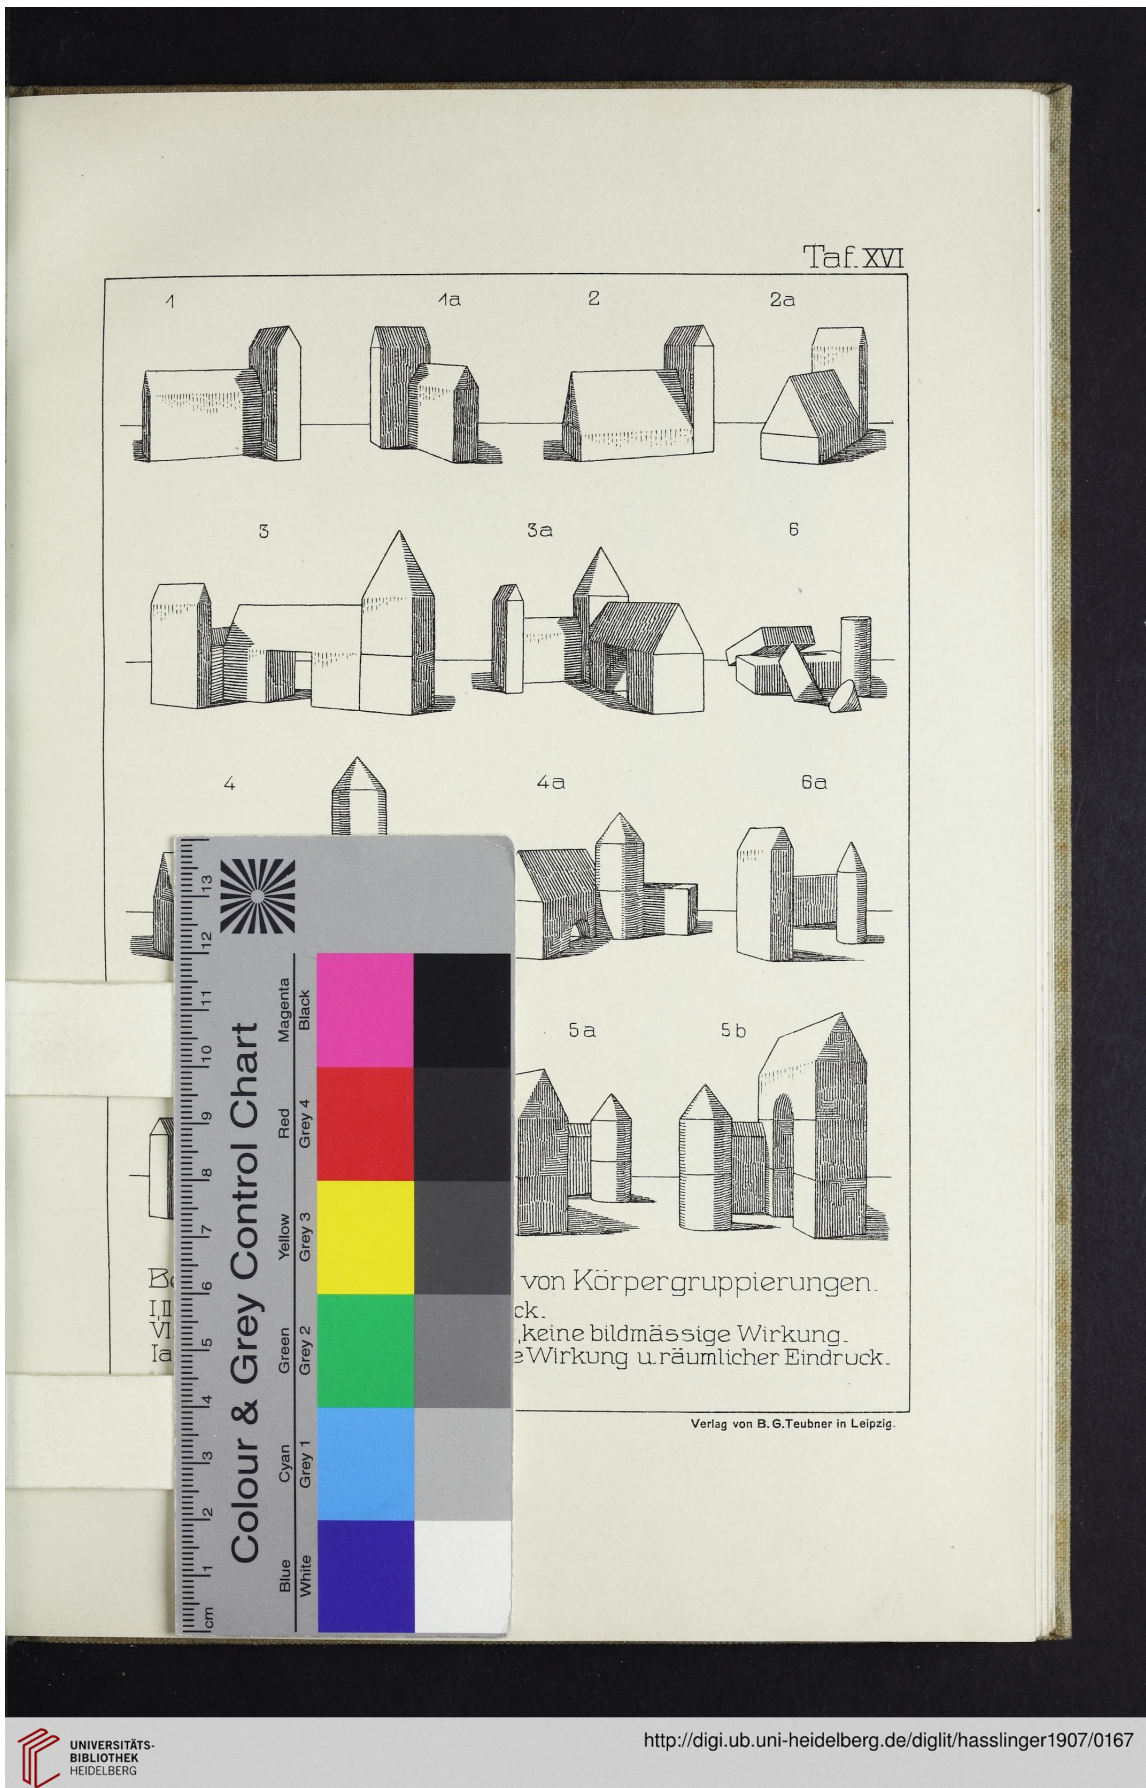 Taf. XVI
1 1a 2 2a
3 3a 6
4 4a 6a
5a 5b
von Körpergruppierungen.
I, II
VI ,keine bildmässige Wirkung.
Ia Wirkung u. räumlicher Eindruck.
Verlag von B. G. Teubner in Leipzig.
Colour & Grey Control Chart
Blue Cyan Green Yellow Red Magenta
White Grey 1 Grey 2 Grey 3 Grey 4 Black
cm 1 2 3 4 5 6 7 8 9 10 11 12 13
UNIVERSITÄTS-
BIBLIOTHEK
HEIDELBERG
http://digi.ub.uni-heidelberg.de/diglit/hasslinger1907/0167